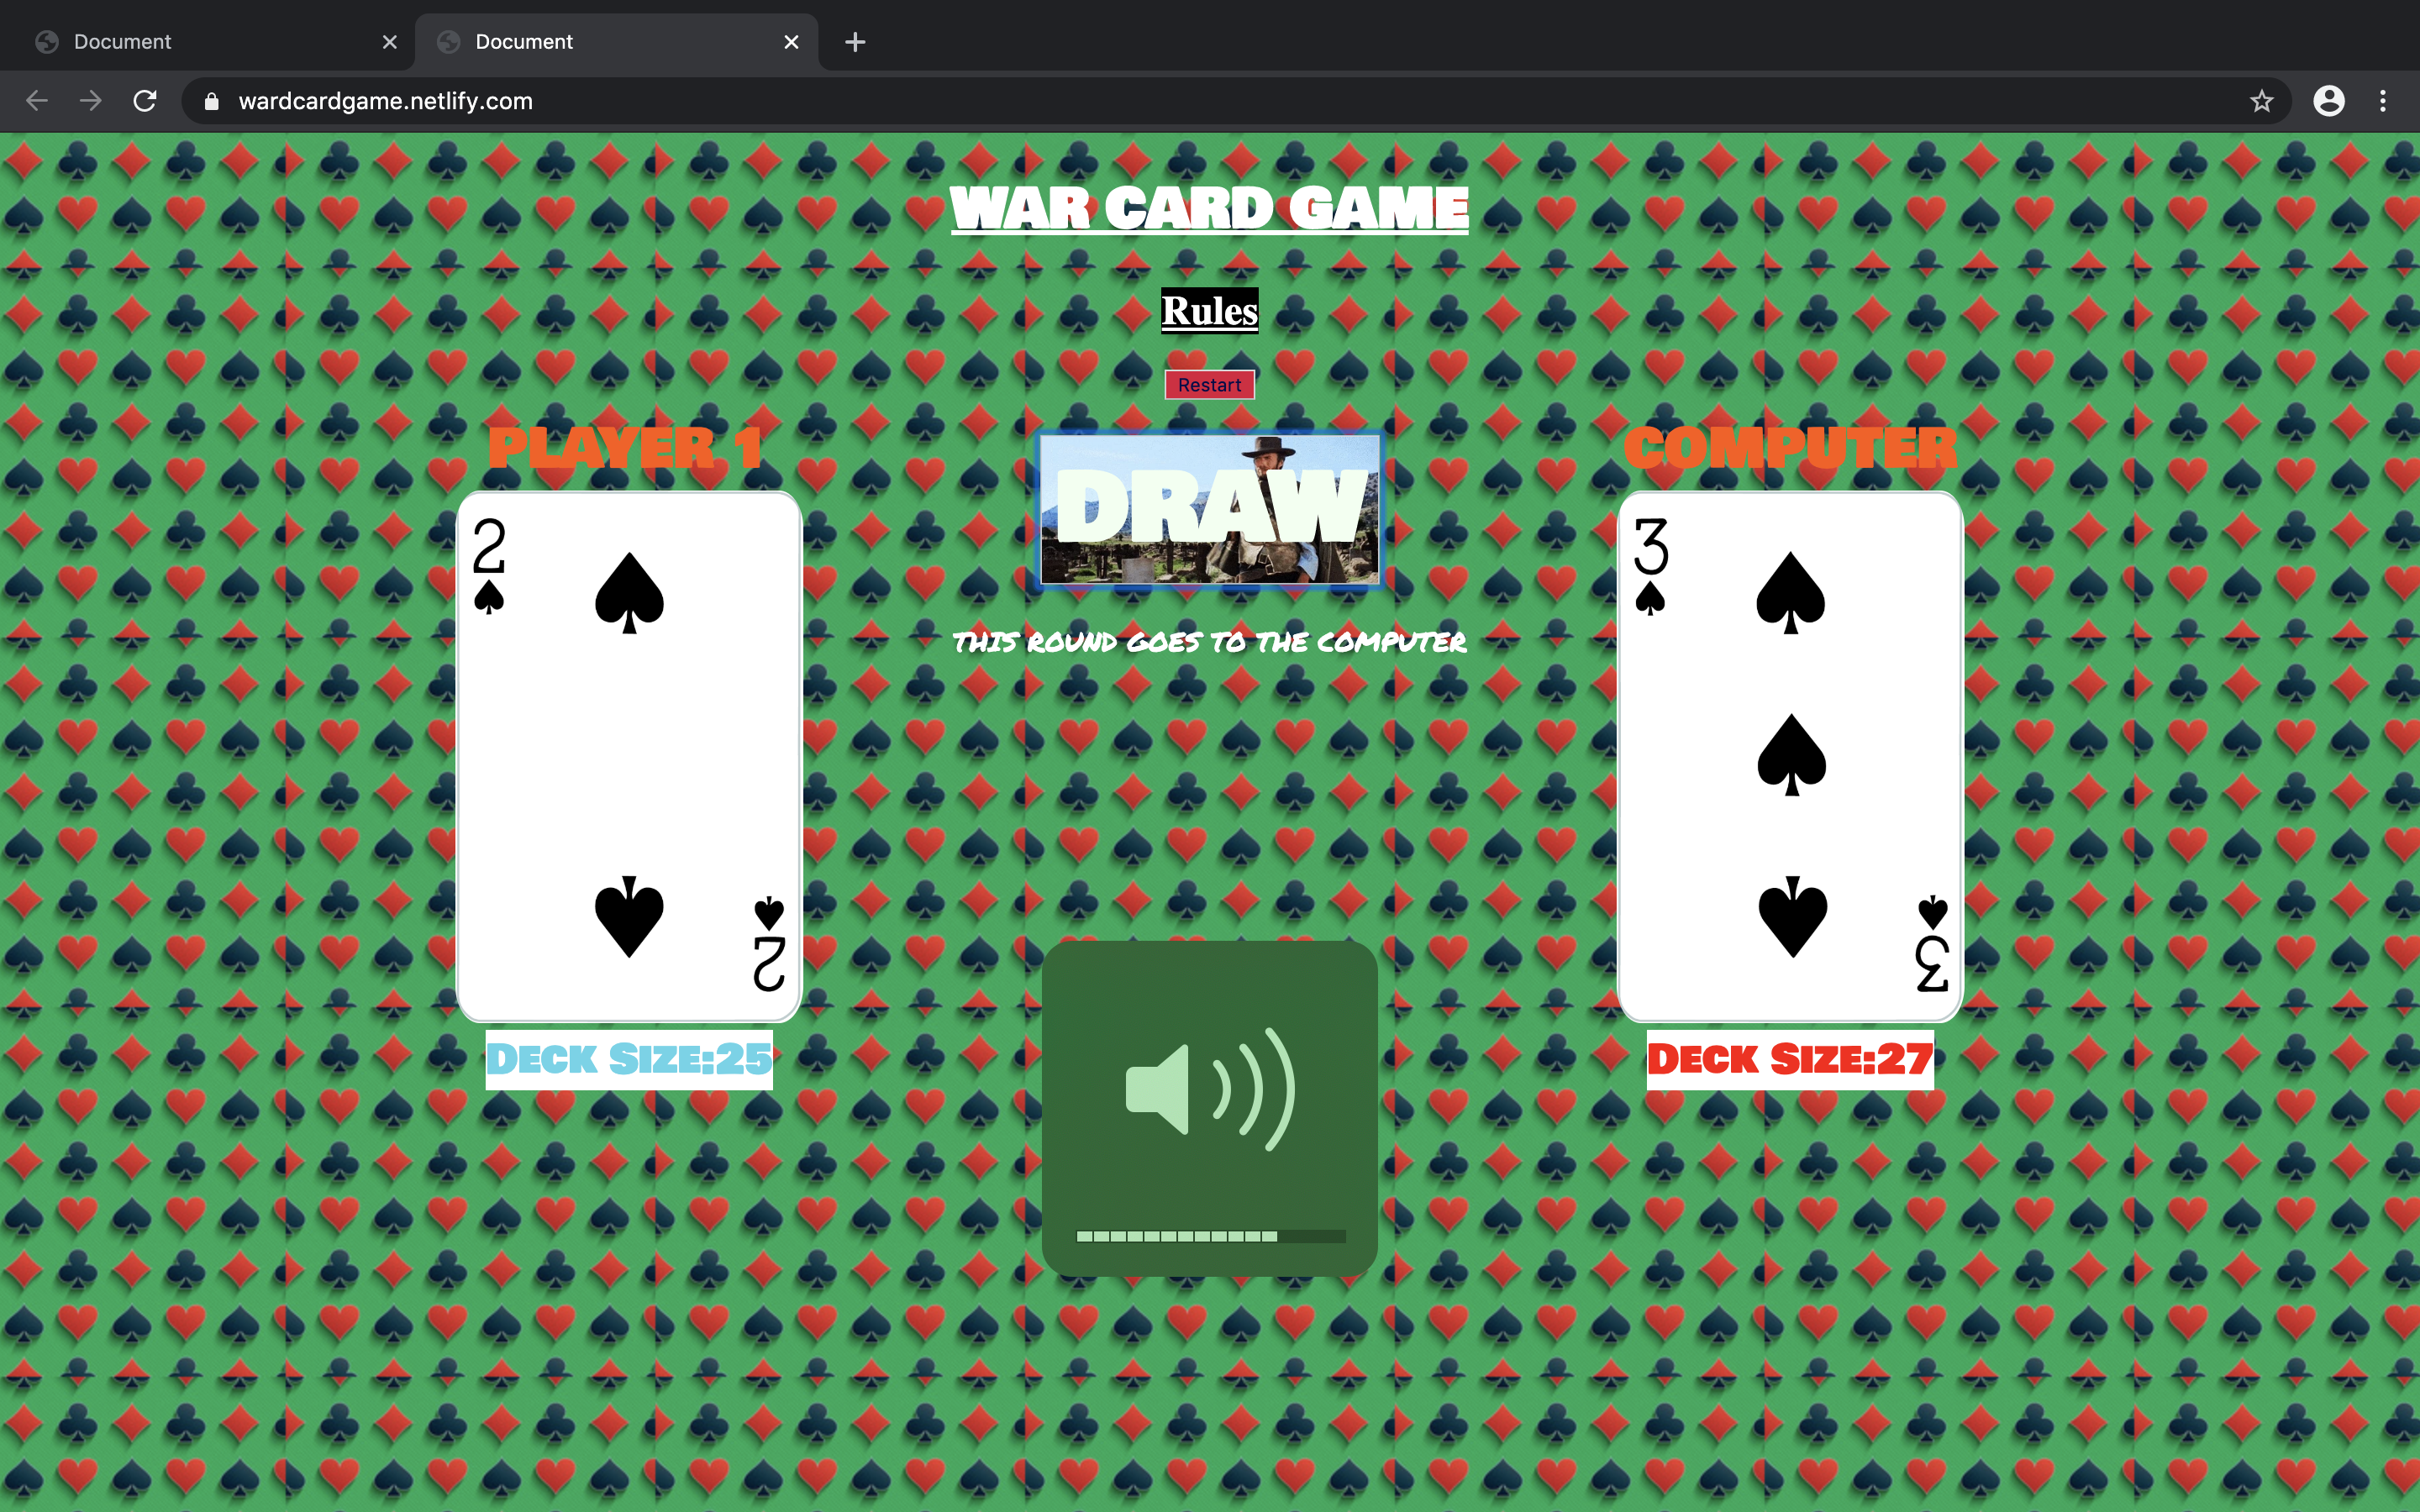 Document
Document
wardcardgame.netlify.com
WAR CARD GAME
Rules
Restart
PLAYER 1
DRAW
COMPUTER
2
2
THIS ROUND GOES TO THE COMPUTER
3
3
Deck Size:25
Deck Size:27